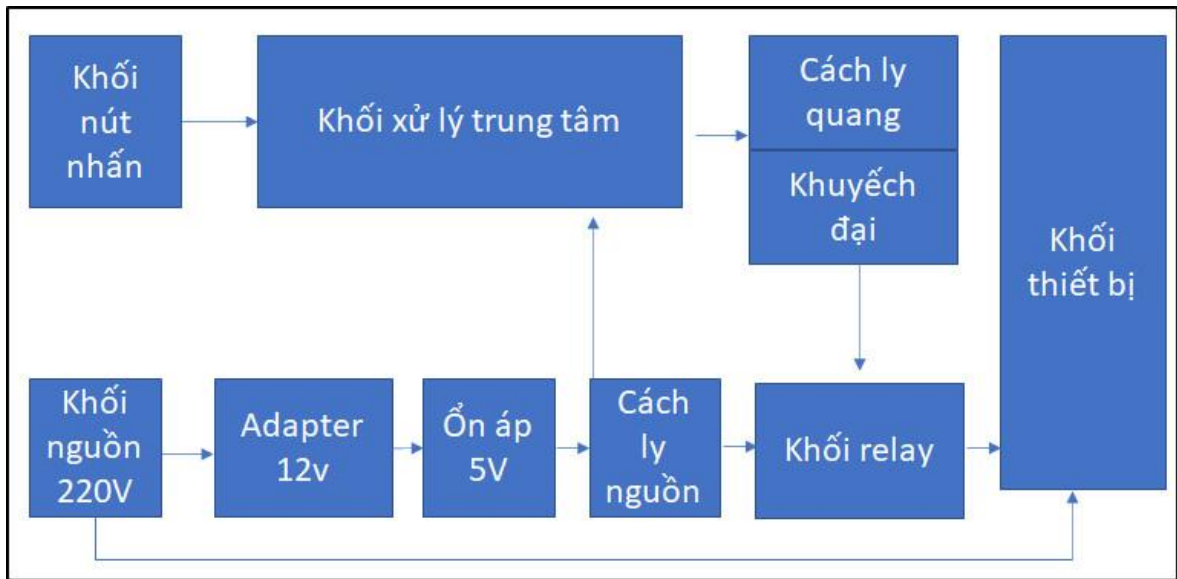 Khối
nút
nhấn
Khối xử lý trung tâm
Cách ly
quang
Khuyếch
đại
Khối
thiết bị
Khối
nguồn
220V
Adapter
12v
Ổn áp
5V
Cách
ly
nguồn
Khối relay